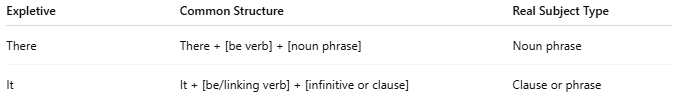 Expletive Common Structure Real Subject Type
There There + [be verb] + [noun phrase] Noun phrase
It It + [be/linking verb] + [infinitive or clause] Clause or phrase